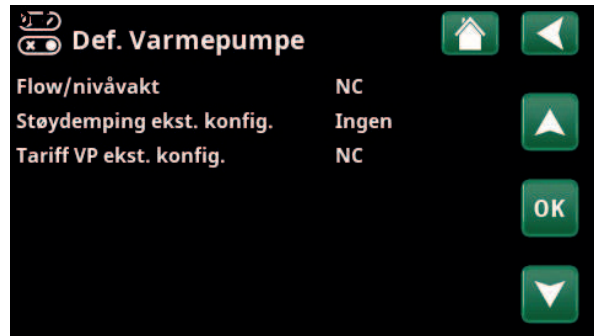 Def. Varmepumpe
Flow/nivåvakt NC
Støydemping ekst. konfig. Ingen
Tariff VP ekst. konfig. NC
OK